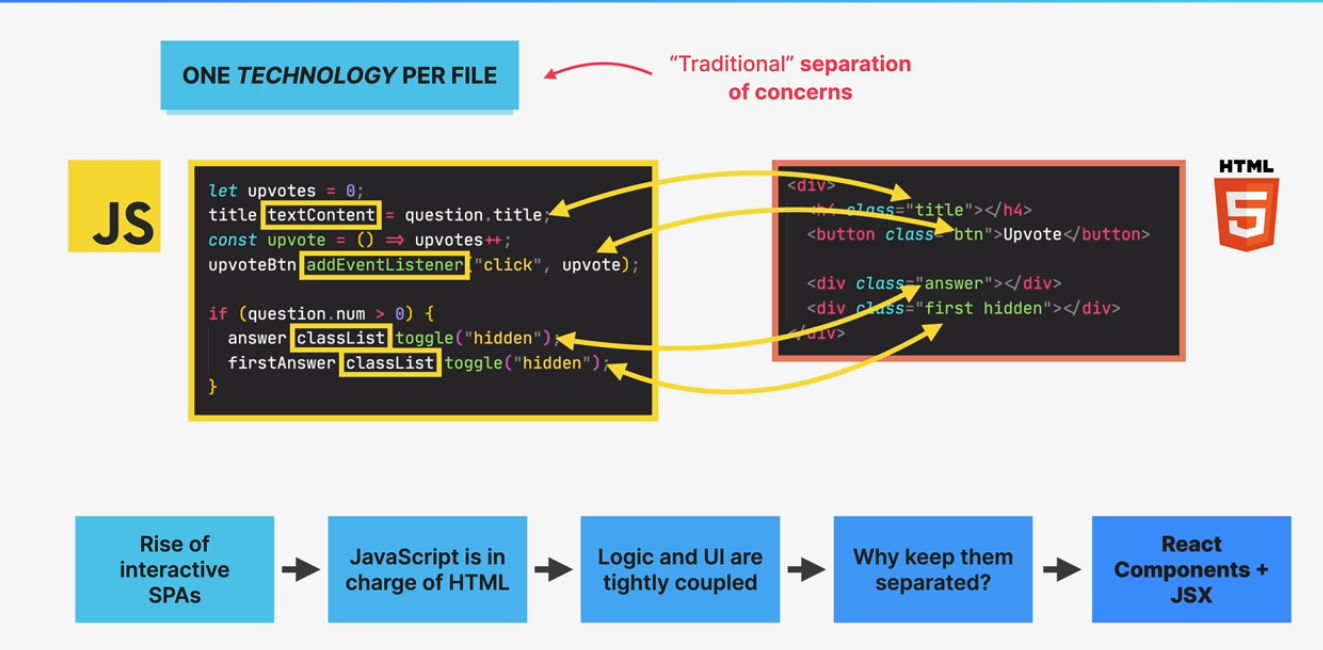 ONE TECHNOLOGY PER FILE
“Traditional” separation
of concerns
JS
let upvotes = 0;
title textContent = question.title;
const upvote = () => upvotes++;
upvoteBtn addEventListener("click", upvote);
if (question.num > 0) {
answer classList toggle("hidden");
firstAnswer classList toggle("hidden");
}
HTML
5
<div>
<h4 class="title"></h4>
<button class="btn">Upvote</button>
<div class="answer"></div>
<div class="first hidden"></div>
</div>
Rise of
interactive
SPAs
JavaScript is in
charge of HTML
Logic and UI are
tightly coupled
Why keep them
separated?
React
Components +
JSX